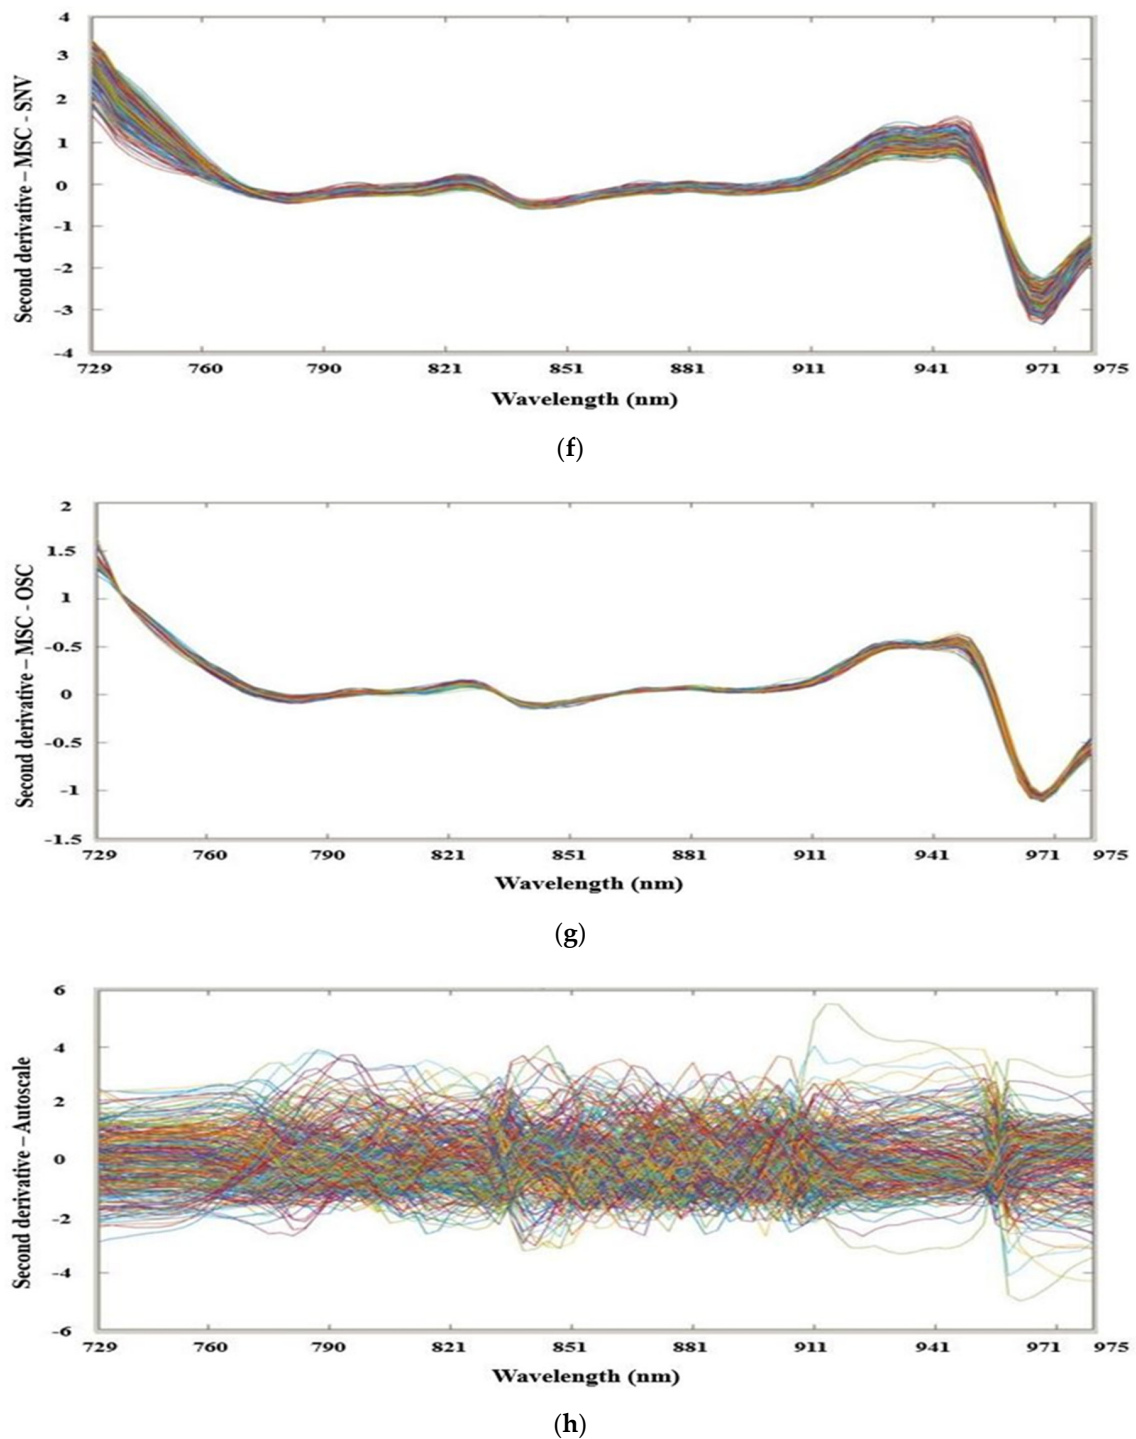 Second derivative – MSC - SNV
4
3
2
1
0
-1
-2
-3
-4
729 760 790 821 851 881 911 941 971 975
Wavelength (nm)
(f)
Second derivative – MSC - OSC
2
1.5
1
-0.5
0
-0.5
-1
-1.5
729 760 790 821 851 881 911 941 971 975
Wavelength (nm)
(g)
Second derivative – Autoscale
6
4
2
0
-2
-4
-6
729 760 790 821 851 881 911 941 971 975
Wavelength (nm)
(h)